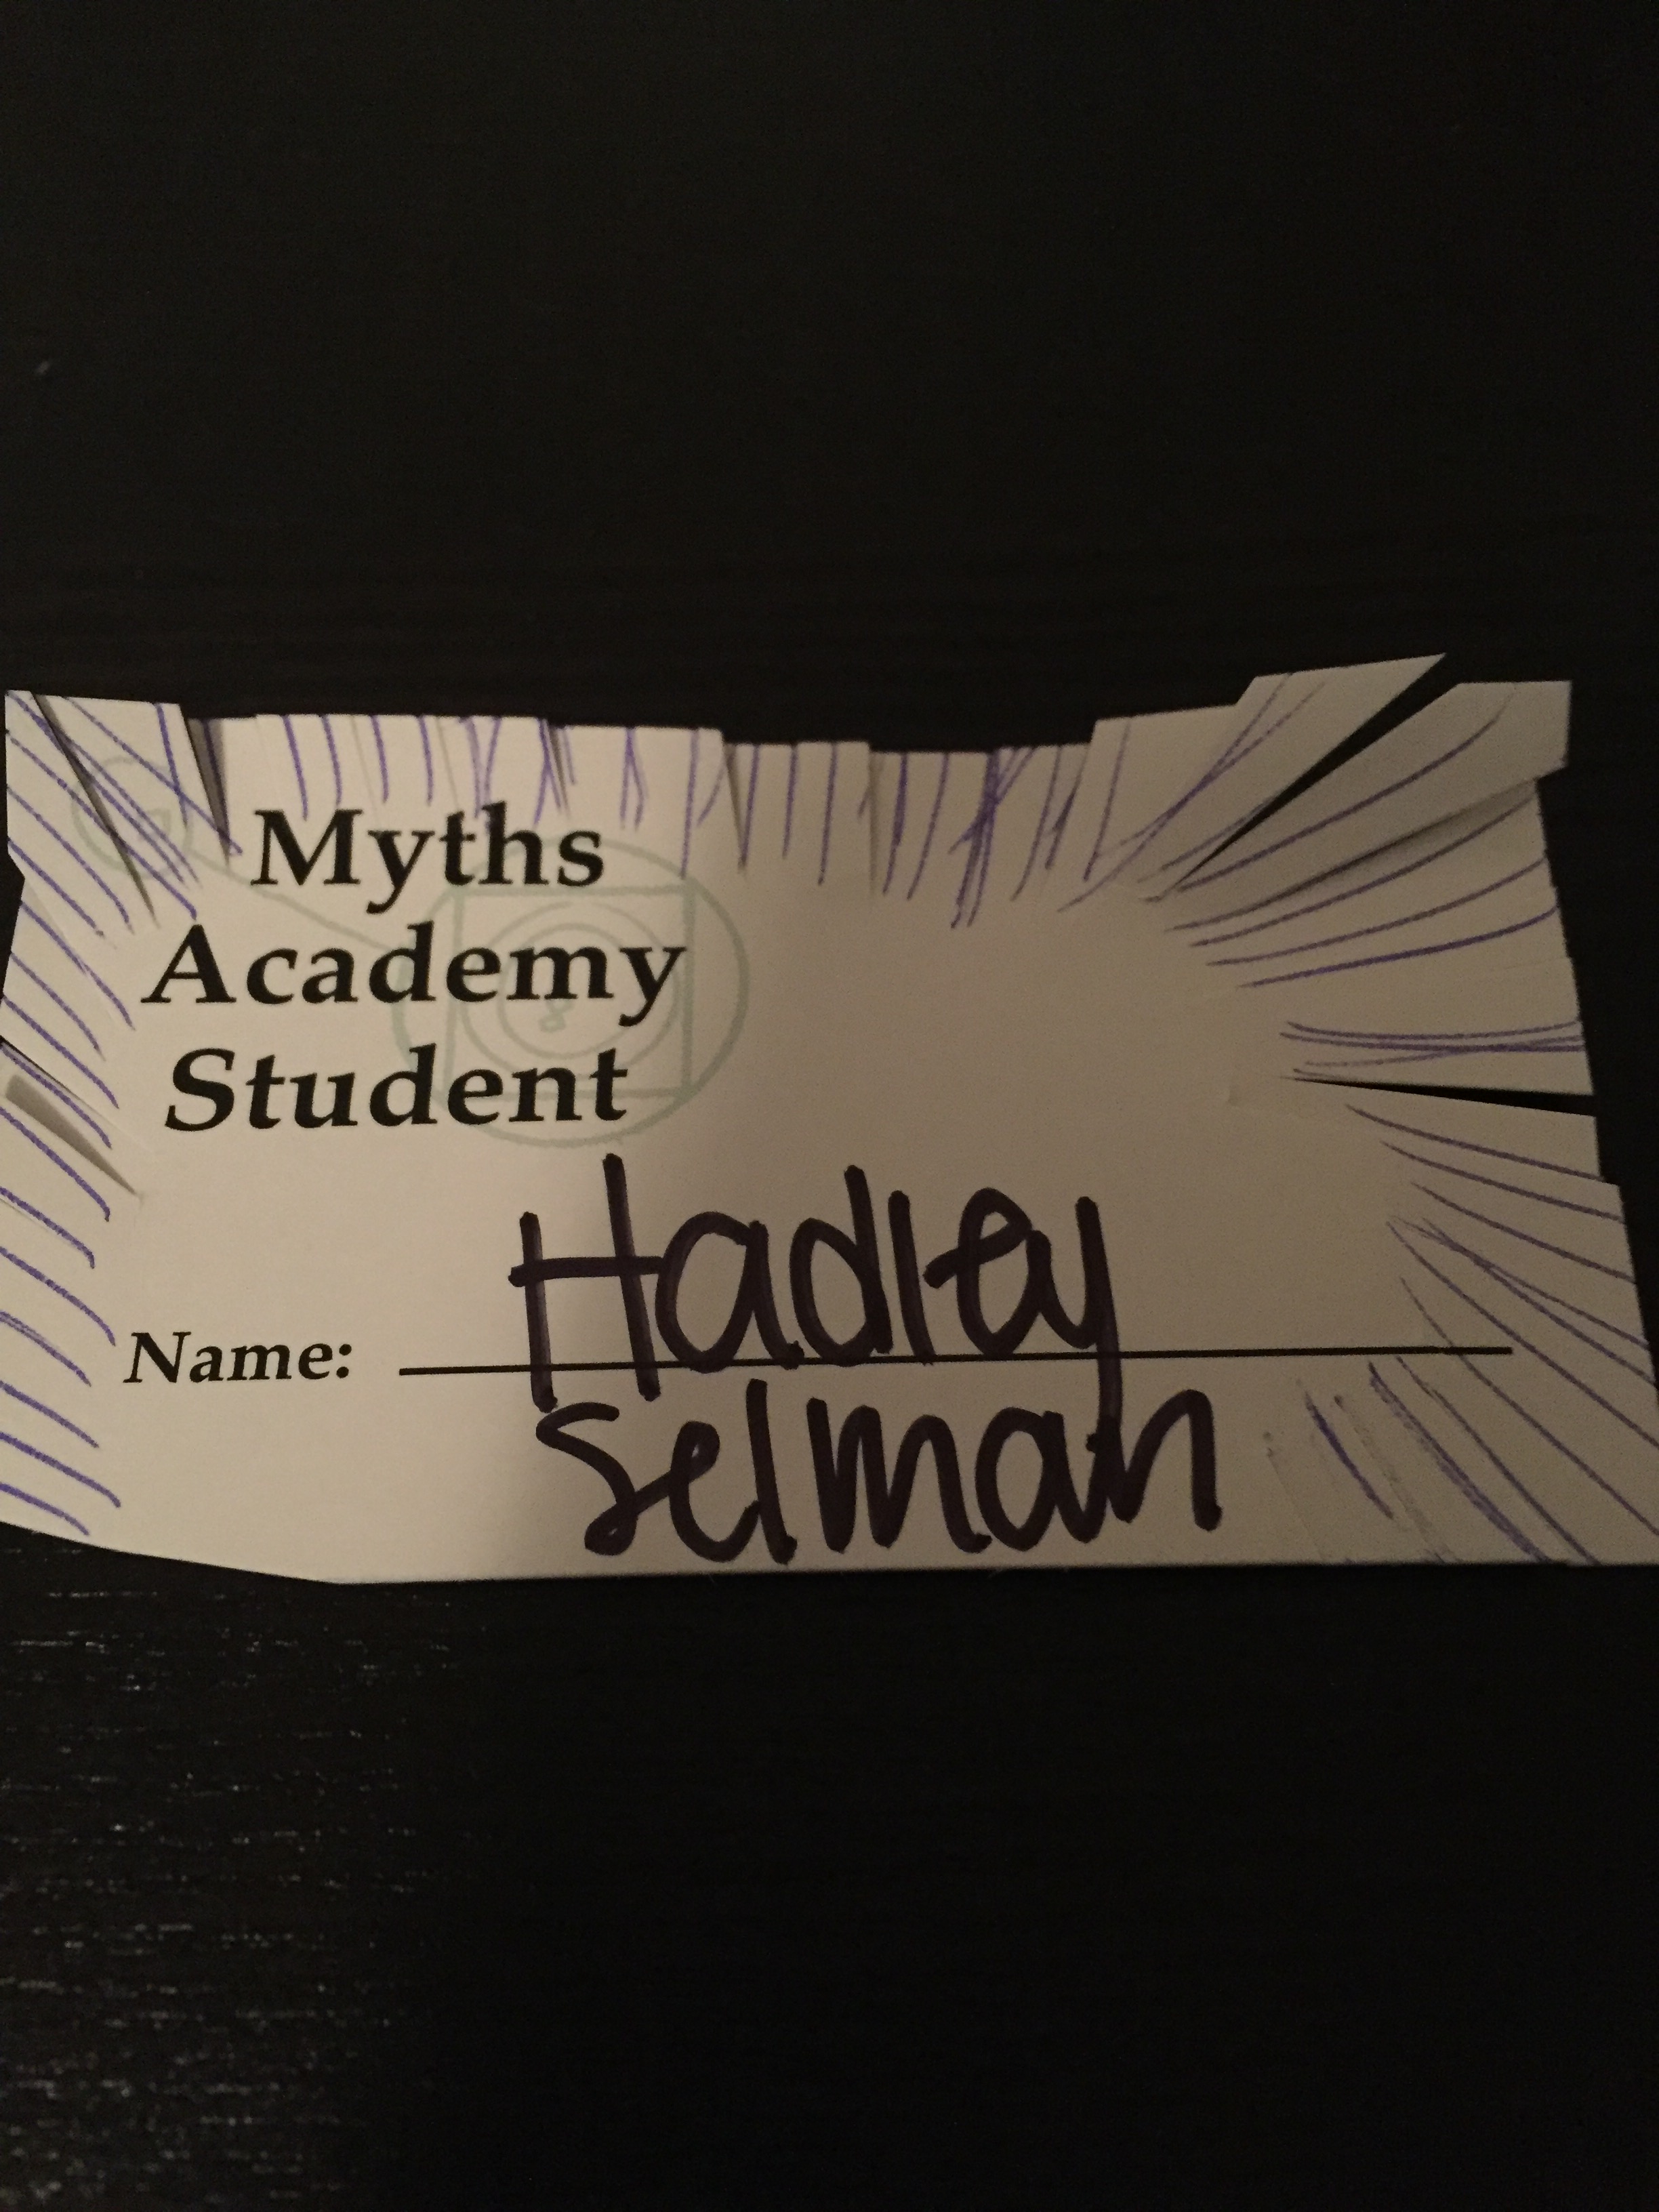 Myths
Academy
Student
Name: Hadley
Selman